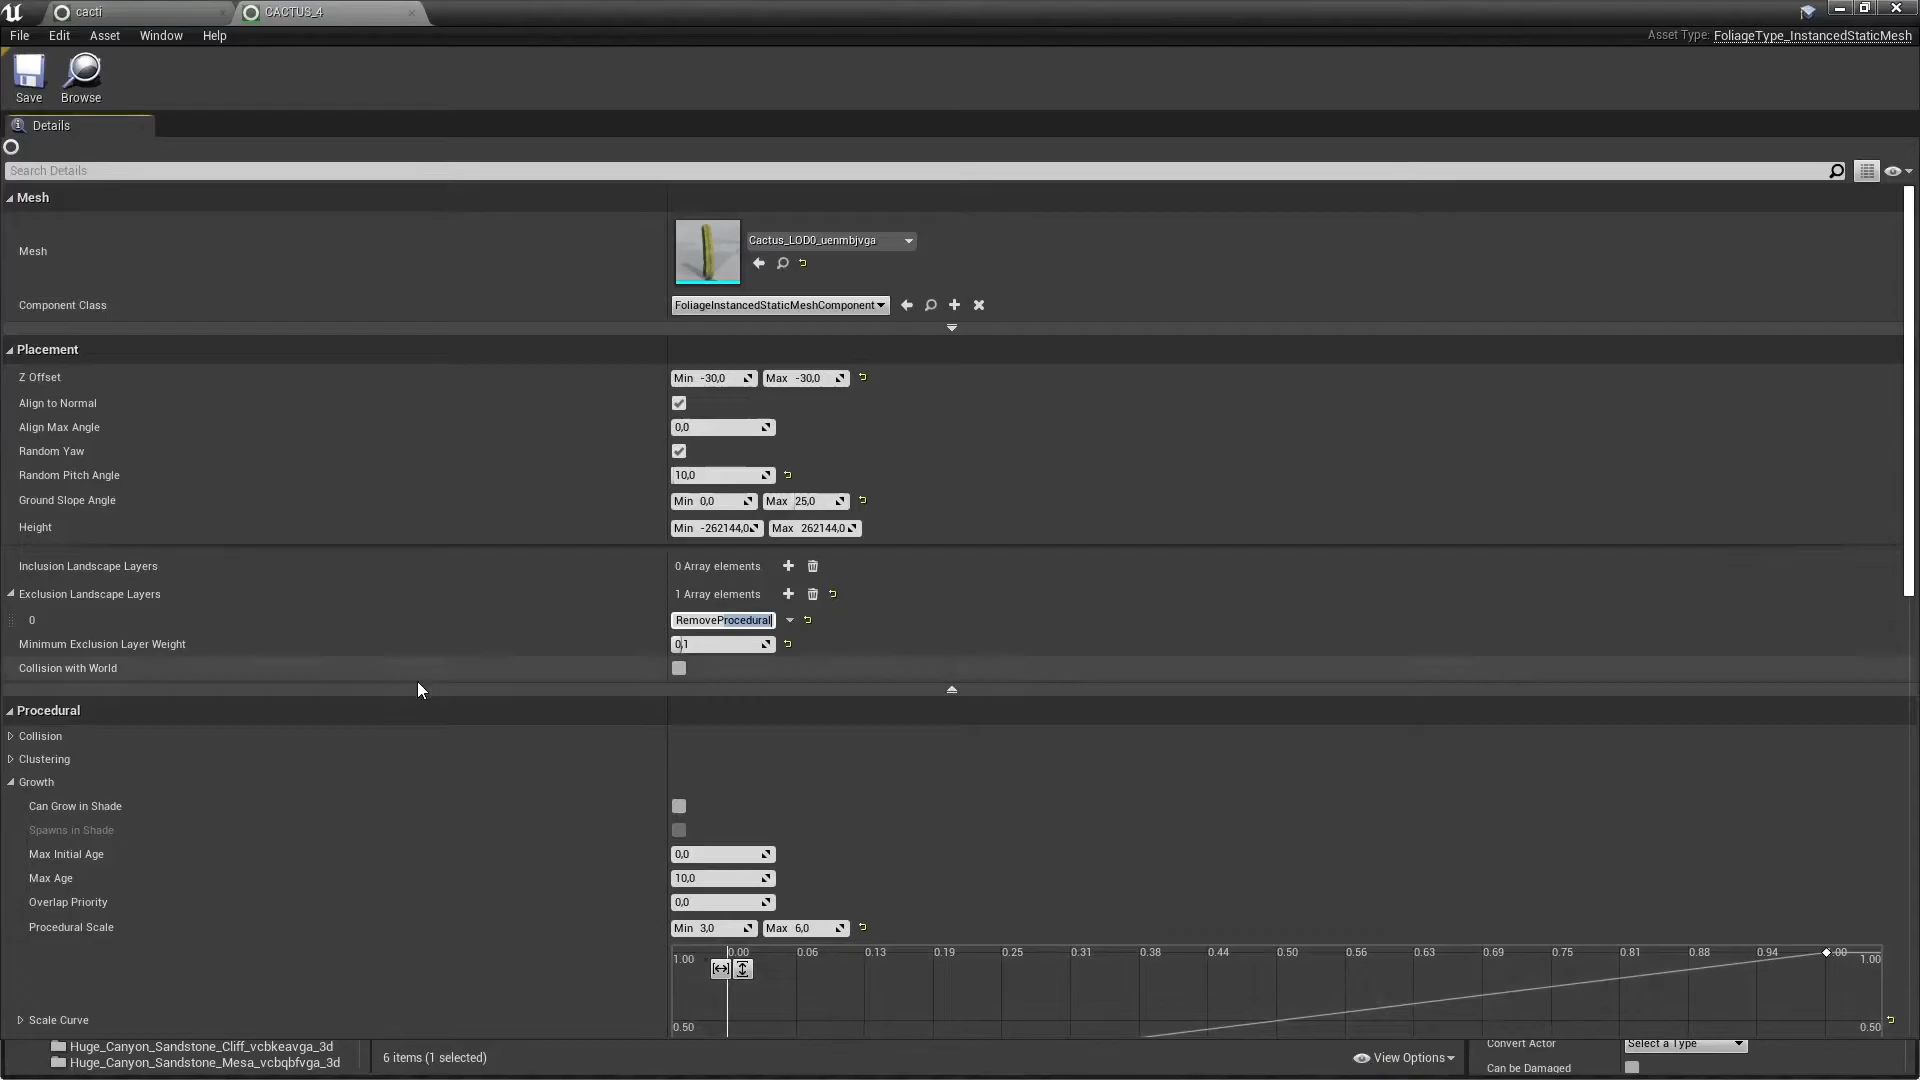 cacti
CACTUS_4
File Edit Asset Window Help
Asset Type: FoliageType_InstancedStaticMesh
Save Browse
Details
Search Details
Mesh
Mesh
Cactus_LOD0_uenmbjvga
Component Class
FoliageInstancedStaticMeshComponent
Placement
Z Offset
Min -30,0 Max -30,0
Align to Normal
Align Max Angle
0,0
Random Yaw
Random Pitch Angle
10,0
Ground Slope Angle
Min 0,0 Max 25,0
Height
Min -262144,0 Max 262144,0
Inclusion Landscape Layers
0 Array elements
Exclusion Landscape Layers
1 Array elements
0
RemoveProcedural
Minimum Exclusion Layer Weight
0,1
Collision with World
Procedural
Collision
Clustering
Growth
Can Grow in Shade
Spawns in Shade
Max Initial Age
0,0
Max Age
10,0
Overlap Priority
0,0
Procedural Scale
Min 3,0 Max 6,0
0.00 0.06 0.13 0.19 0.25 0.31 0.38 0.44 0.50 0.56 0.63 0.69 0.75 0.81 0.88 0.94 .00
1.00 1.00
Scale Curve
0.50 0.50
Huge_Canyon_Sandstone_Cliff_vcbkeavga_3d
Huge_Canyon_Sandstone_Mesa_vcbqbfvga_3d
6 items (1 selected)
View Options
Convert Actor
Select a Type
Can be Damaged